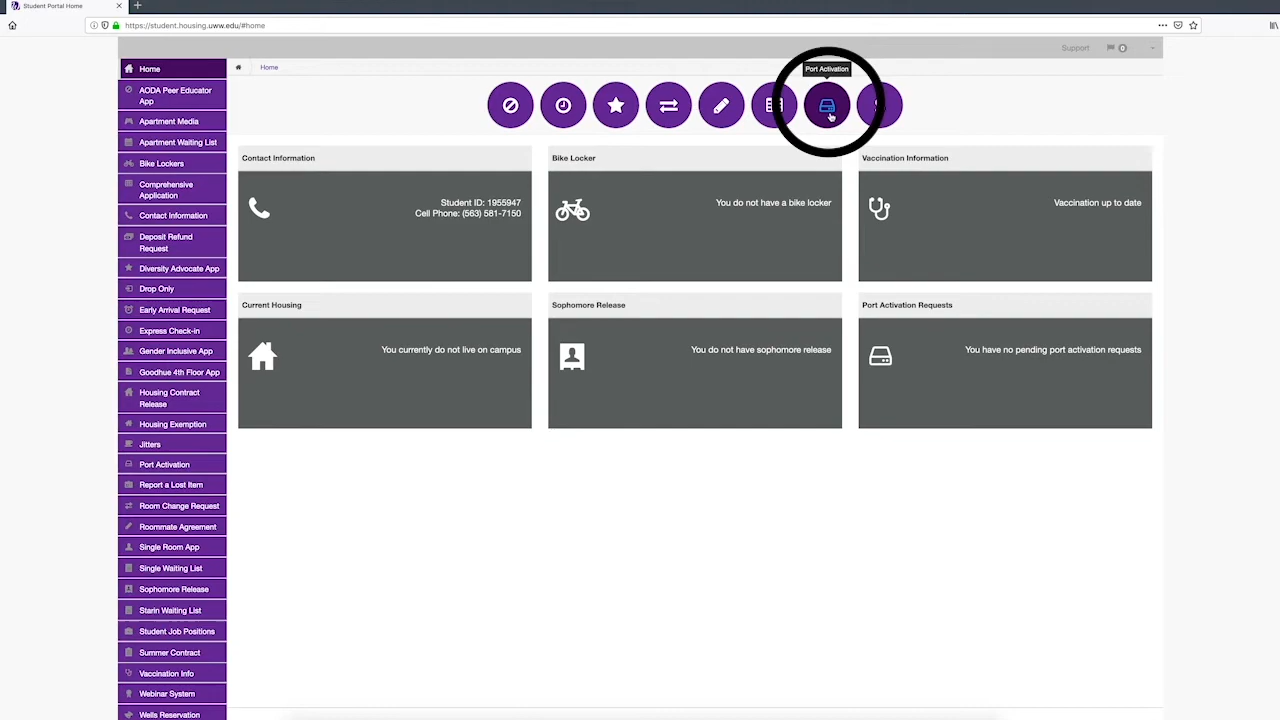 Student Portal Home
https://student.housing.uww.edu/#home
Support
0
Home
Home
AODA Peer Educator
App
Apartment Media
Apartment Waiting List
Bike Lockers
Comprehensive
Application
Contact Information
Deposit Refund
Request
Diversity Advocate App
Drop Only
Early Arrival Request
Express Check-in
Gender Inclusive App
Goodhue 4th Floor App
Housing Contract
Release
Housing Exemption
Jitters
Port Activation
Report a Lost Item
Room Change Request
Roommate Agreement
Single Room App
Single Waiting List
Sophomore Release
Starin Waiting List
Student Job Positions
Summer Contract
Vaccination Info
Webinar System
Wells Reservation
Port Activation
Contact Information
Student ID: 1955947
Cell Phone: (563) 581-7150
Bike Locker
You do not have a bike locker
Vaccination Information
Vaccination up to date
Current Housing
You currently do not live on campus
Sophomore Release
You do not have sophomore release
Port Activation Requests
You have no pending port activation requests